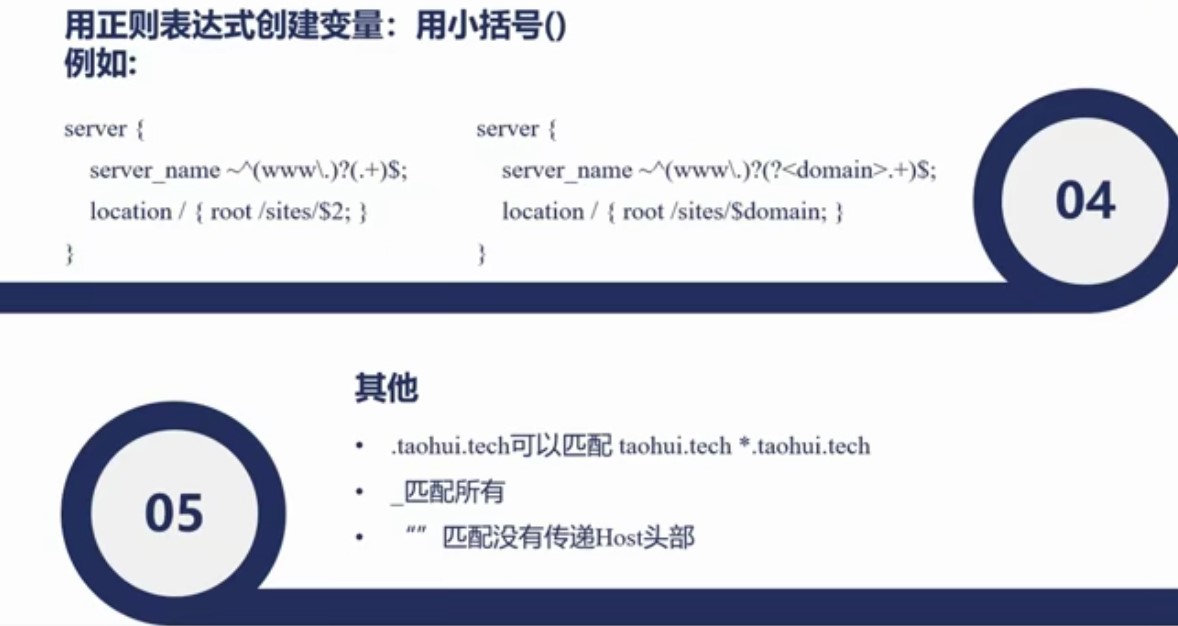 用正则表达式创建变量：用小括号()
例如:
server {
server_name ~^(www\.)?(.+)$;
location / { root /sites/$2; }
}
server {
server_name ~^(www\.)?(?<domain>.+)$;
location / { root /sites/$domain; }
}
04
05
其他
• .taohui.tech可以匹配 taohui.tech *.taohui.tech
• _匹配所有
• “” 匹配没有传递Host头部